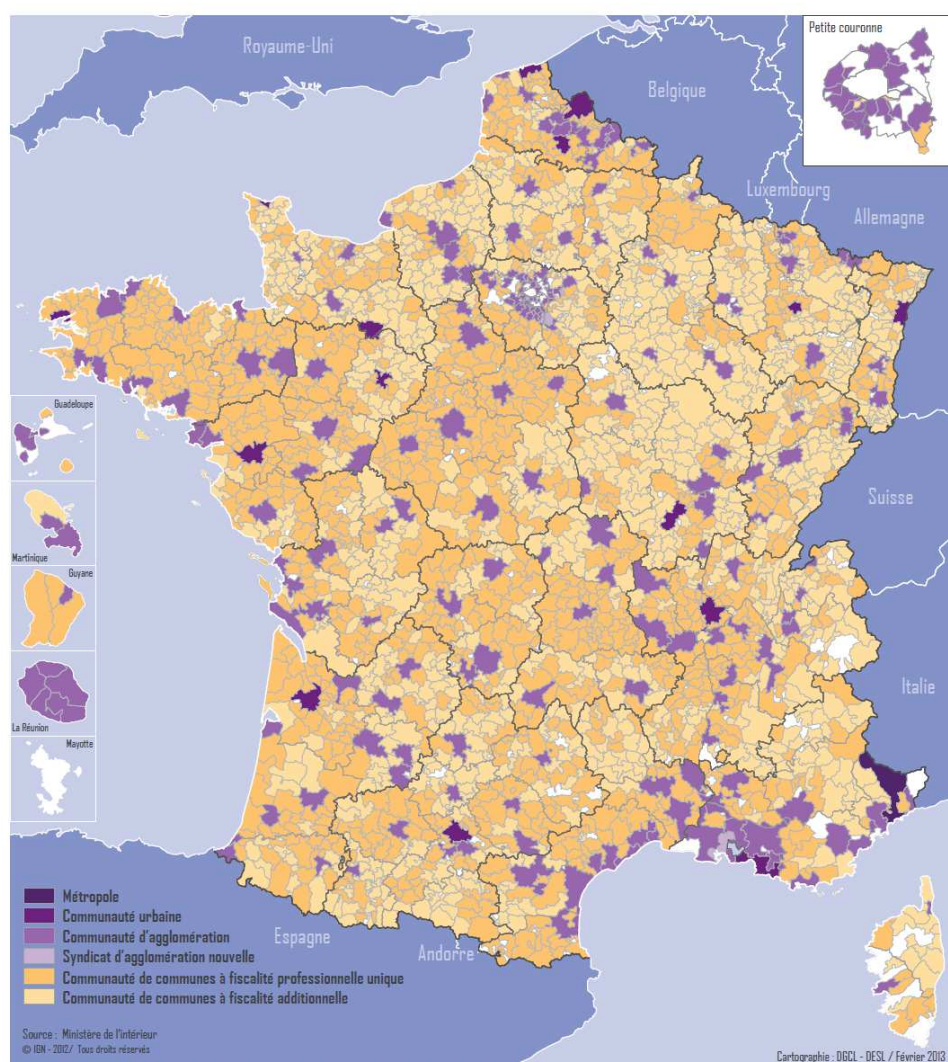 Royaume-Uni
Petite couronne
Belgique
Luxembourg
Allemagne
Guadeloupe
Suisse
Martinique
Guyane
La Réunion
Italie
Mayotte
Métropole
Communauté urbaine
Communauté d'agglomération
Espagne
Syndicat d'agglomération nouvelle
Andorre
Communauté de communes à fiscalité professionnelle unique
Communauté de communes à fiscalité additionnelle
Source : Ministère de l'intérieur
© IGN - 2012/ Tous droits réservés
Cartographie : DGCL - DESL / Février 2013